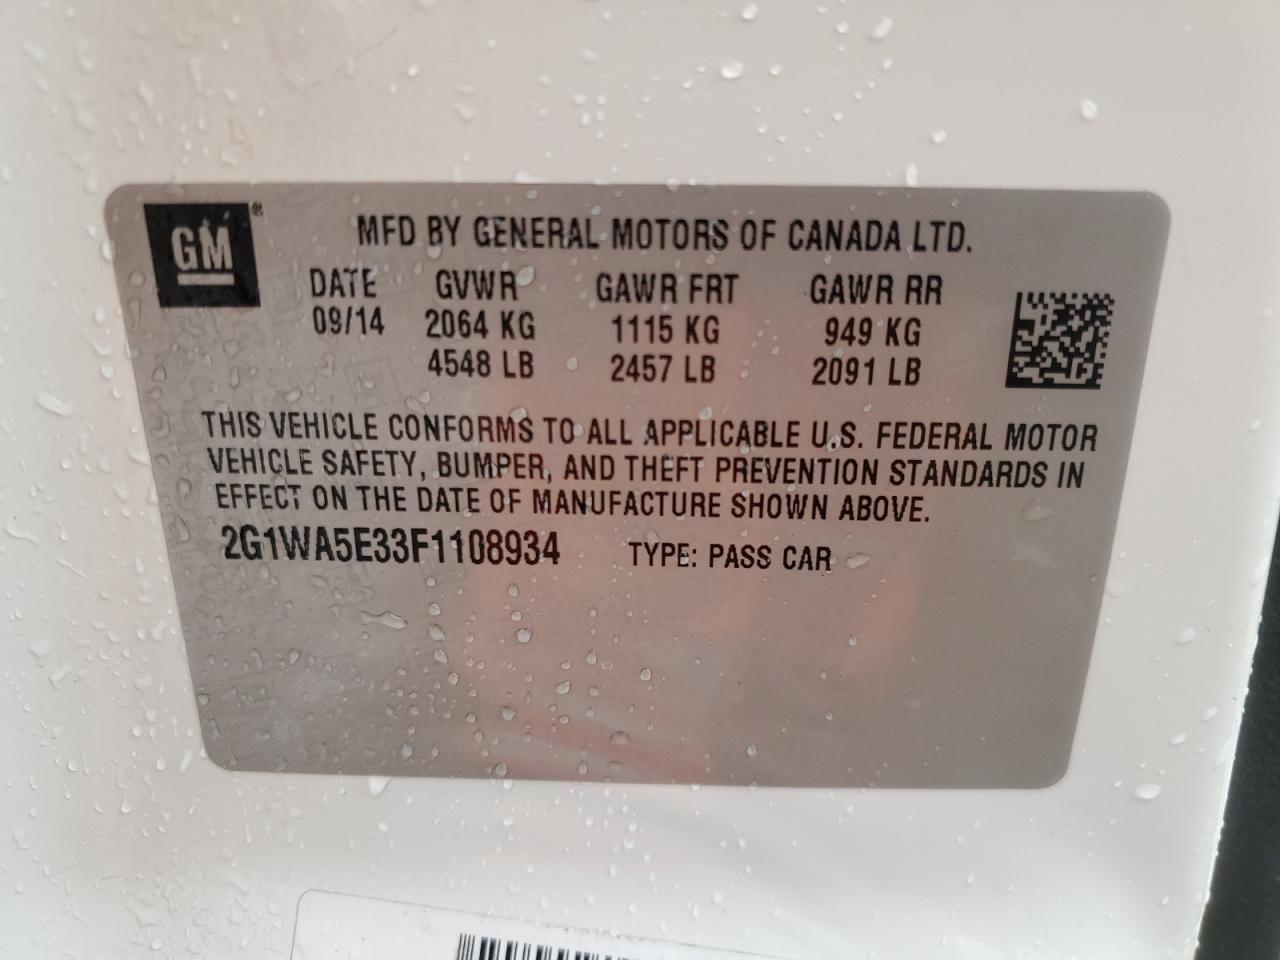 GM®
MFD BY GENERAL MOTORS OF CANADA LTD.
DATE GVWR GAWR FRT GAWR RR
09/14 2064 KG 1115 KG 949 KG
4548 LB 2457 LB 2091 LB
THIS VEHICLE CONFORMS TO ALL APPLICABLE U.S. FEDERAL MOTOR
VEHICLE SAFETY, BUMPER, AND THEFT PREVENTION STANDARDS IN
EFFECT ON THE DATE OF MANUFACTURE SHOWN ABOVE.
2G1WA5E33F1108934 TYPE: PASS CAR